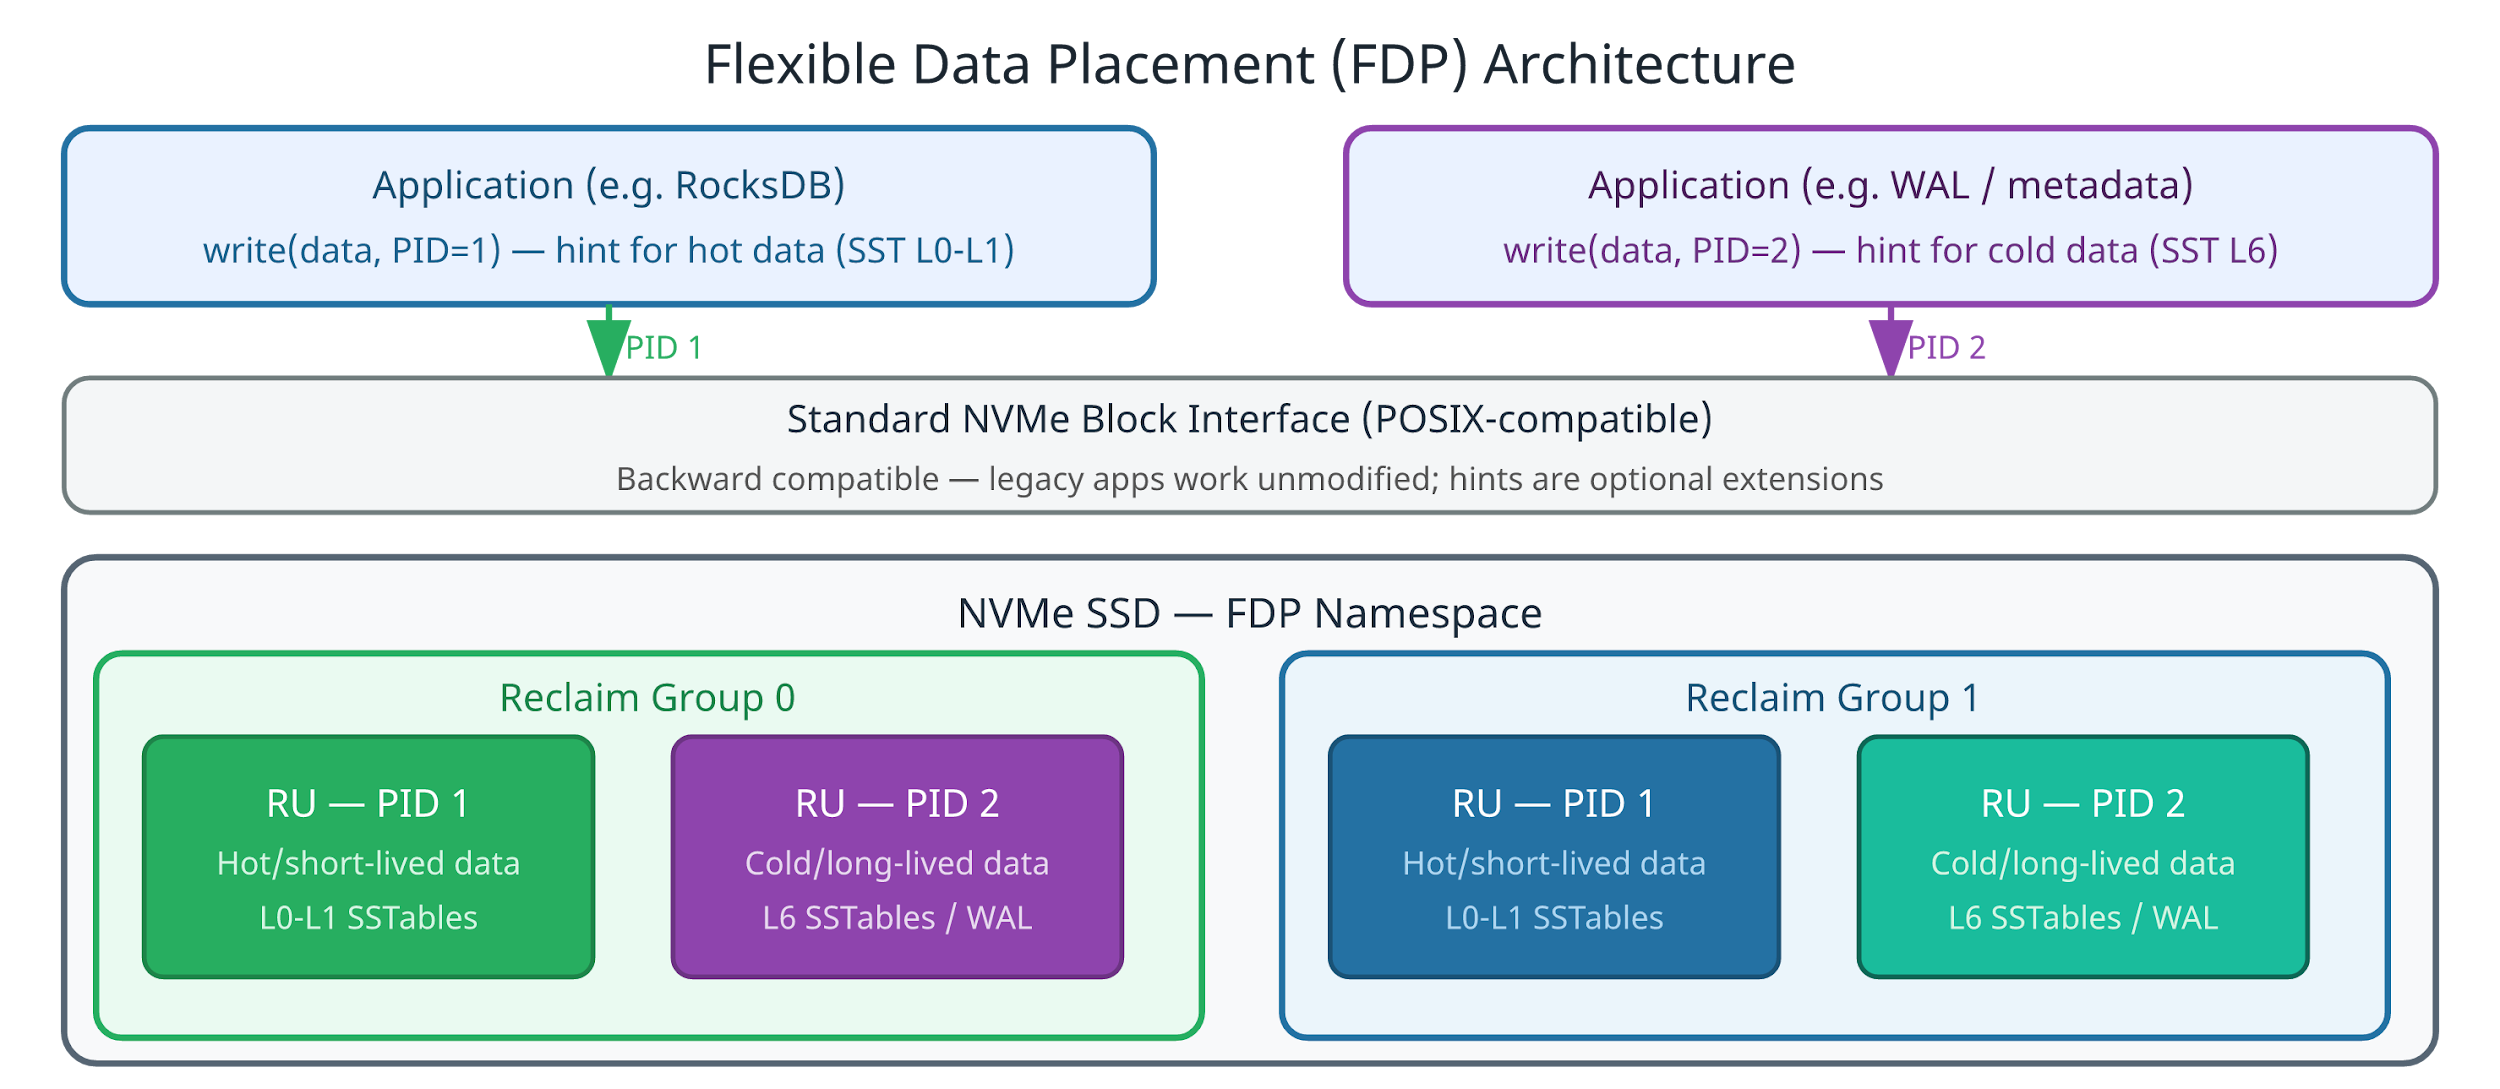 Flexible Data Placement (FDP) Architecture
Application (e.g. RocksDB)
write(data, PID=1) — hint for hot data (SST L0-L1)
Application (e.g. WAL / metadata)
write(data, PID=2) — hint for cold data (SST L6)
PID 1
PID 2
Standard NVMe Block Interface (POSIX-compatible)
Backward compatible — legacy apps work unmodified; hints are optional extensions
NVMe SSD — FDP Namespace
Reclaim Group 0
RU — PID 1
Hot/short-lived data
L0-L1 SSTables
RU — PID 2
Cold/long-lived data
L6 SSTables / WAL
Reclaim Group 1
RU — PID 1
Hot/short-lived data
L0-L1 SSTables
RU — PID 2
Cold/long-lived data
L6 SSTables / WAL